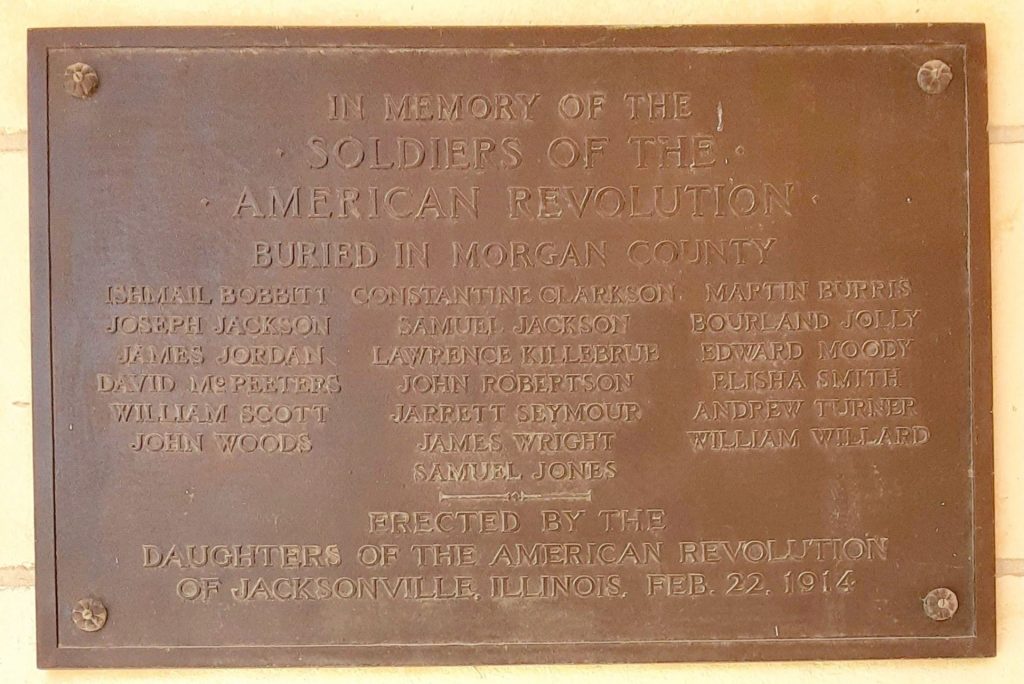 IN MEMORY OF THE
· SOLDIERS OF THE ·
· AMERICAN REVOLUTION ·
BURIED IN MORGAN COUNTY
ISHMAIL BOBBITT CONSTANTINE CLARKSON MARTIN BURRIS
JOSEPH JACKSON SAMUEL JACKSON BOURLAND JOLLY
JAMES JORDAN LAWRENCE KILLEBRUE EDWARD MOODY
DAVID McPEETERS JOHN ROBERTSON ELISHA SMITH
WILLIAM SCOTT JARRETT SEYMOUR ANDREW TURNER
JOHN WOODS JAMES WRIGHT WILLIAM WILLARD
SAMUEL JONES
ERECTED BY THE
DAUGHTERS OF THE AMERICAN REVOLUTION
OF JACKSONVILLE, ILLINOIS. FEB. 22. 1914